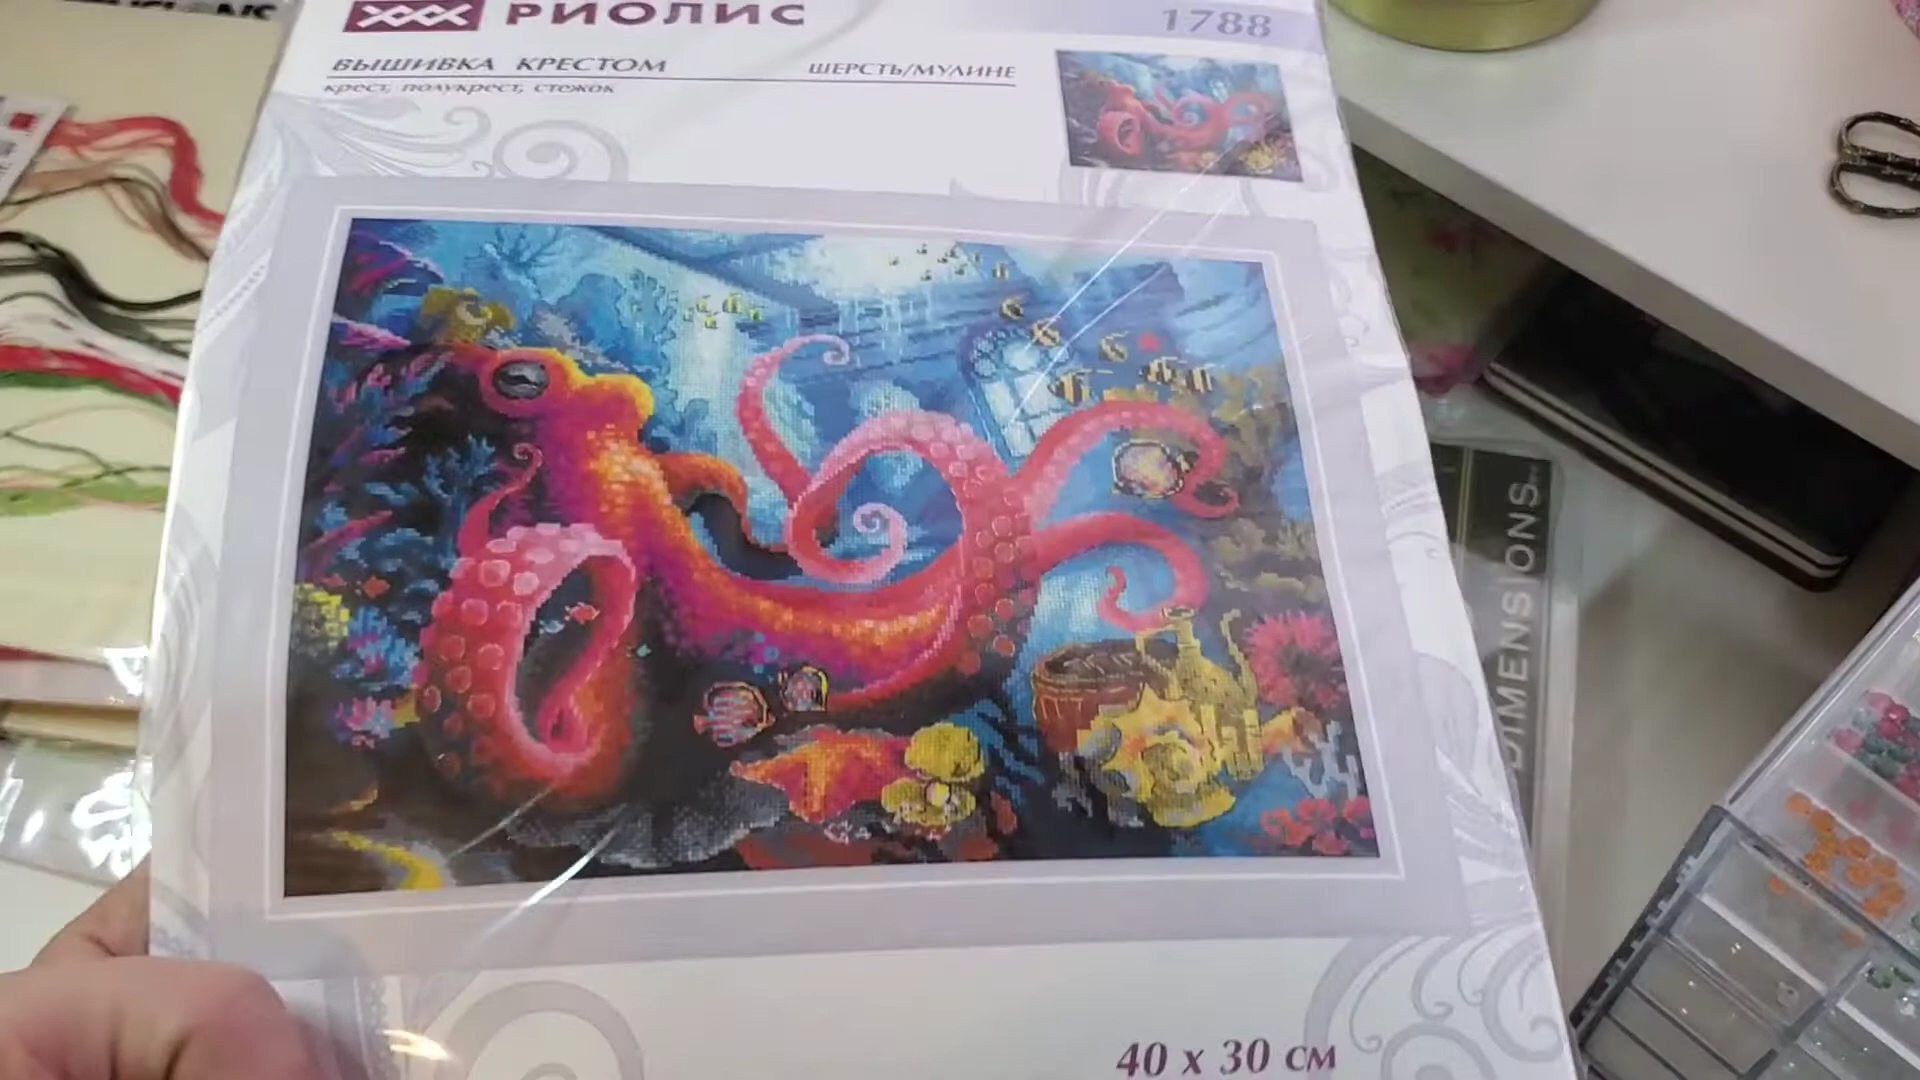 РИОЛИС
1788
ВЫШИВКА КРЕСТОМ
ШЕРСТЬ/МУЛИНЕ
крест, полукрест, стежок
40 x 30 см
DIMENSIONS